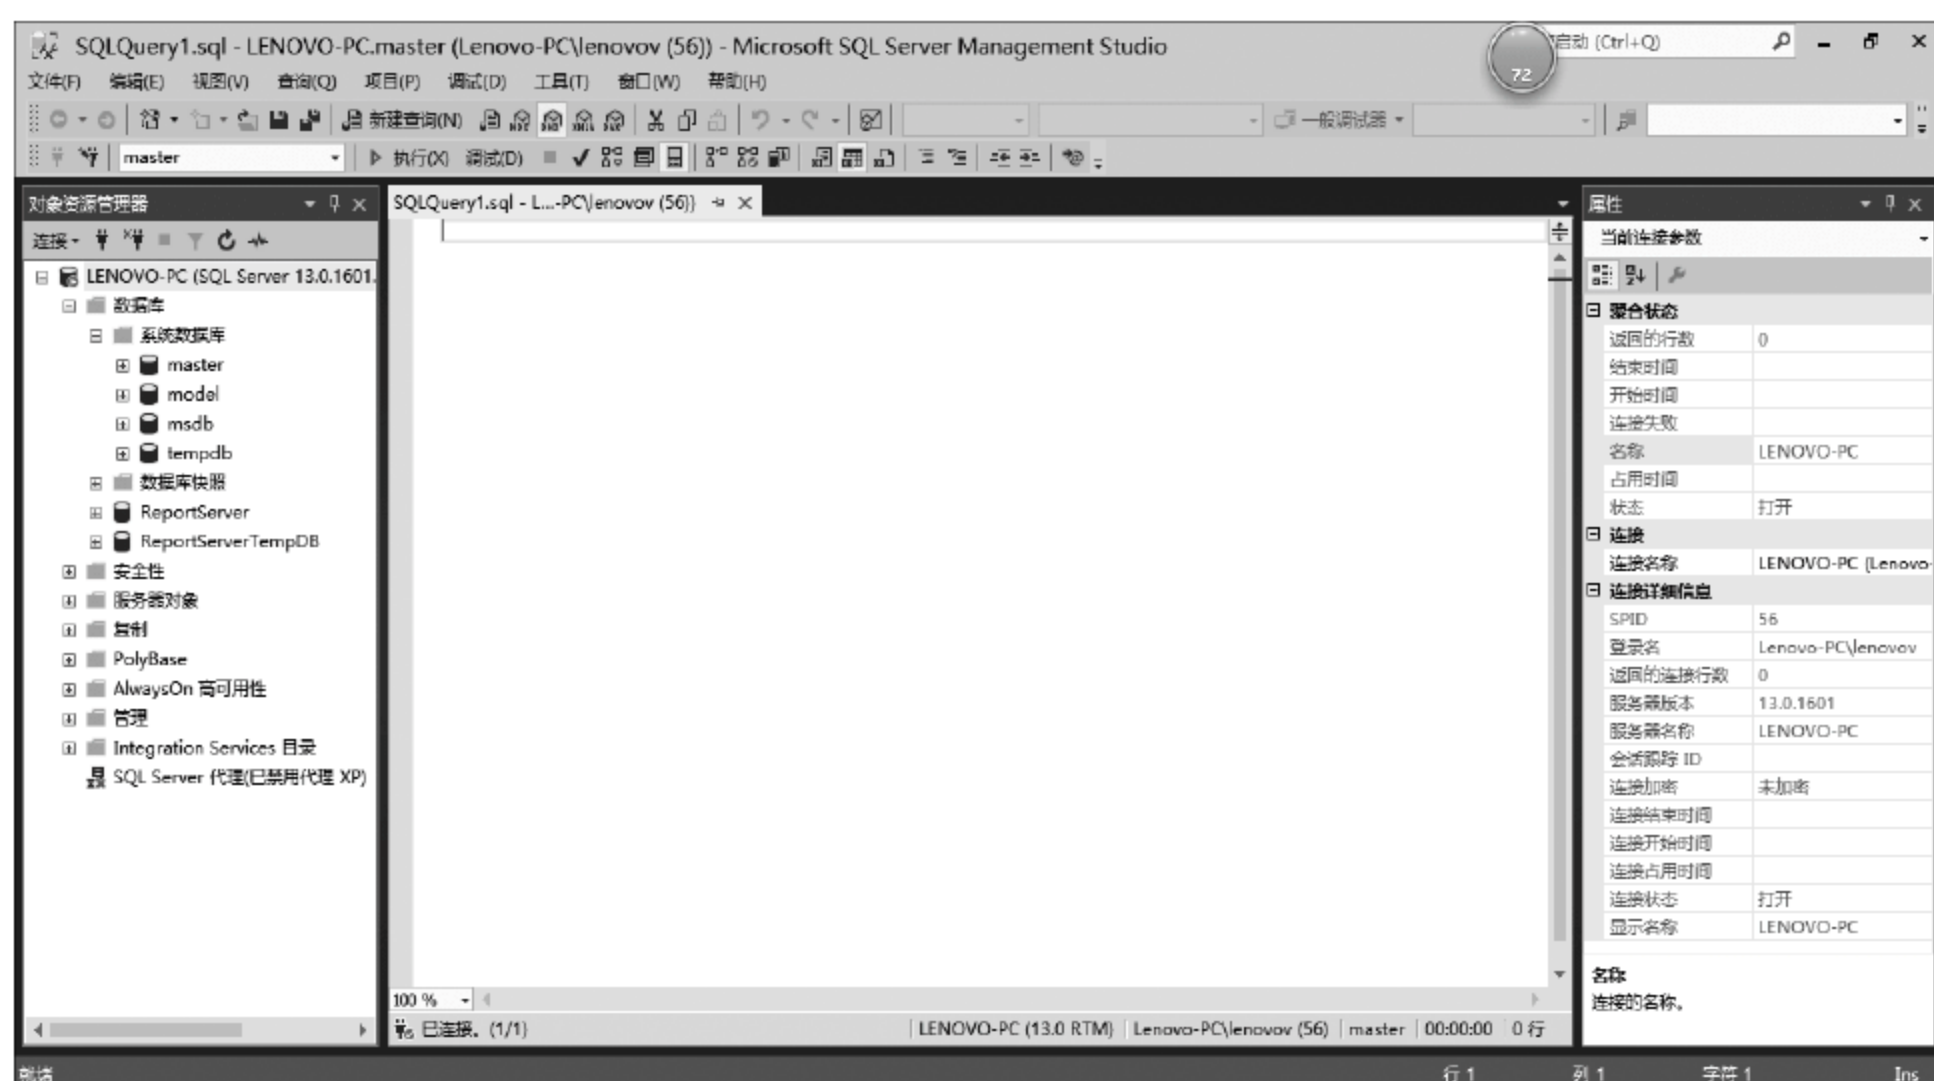 SQLQuery1.sql - LENOVO-PC.master (Lenovo-PC\lenovov (56)) - Microsoft SQL Server Management Studio
启动 (Ctrl+Q)
72
文件(F) 编辑(E) 视图(V) 查询(Q) 项目(P) 调试(D) 工具(T) 窗口(W) 帮助(H)
新建查询(N) 一般调试器
master 执行(X) 调试(D)
对象资源管理器
连接
LENOVO-PC (SQL Server 13.0.1601.
数据库
系统数据库
master
model
msdb
tempdb
数据库快照
ReportServer
ReportServerTempDB
安全性
服务器对象
复制
PolyBase
AlwaysOn 高可用性
管理
Integration Services 目录
SQL Server 代理(已禁用代理 XP)
SQLQuery1.sql - L...-PC\lenovov (56))
100 %
已连接。(1/1)
LENOVO-PC (13.0 RTM) Lenovo-PC\lenovov (56) master 00:00:00 0 行
属性
当前连接参数
聚合状态
返回的行数 0
结束时间
开始时间
连接失败
名称 LENOVO-PC
占用时间
状态 打开
连接
连接名称 LENOVO-PC (Lenovo-
连接详细信息
SPID 56
登录名 Lenovo-PC\lenovov
返回的连接行数 0
服务器版本 13.0.1601
服务器名称 LENOVO-PC
会话跟踪 ID
连接加密 未加密
连接结束时间
连接开始时间
连接占用时间
连接状态 打开
显示名称 LENOVO-PC
名称
连接的名称。
就绪 行 1 列 1 字符 1 Ins